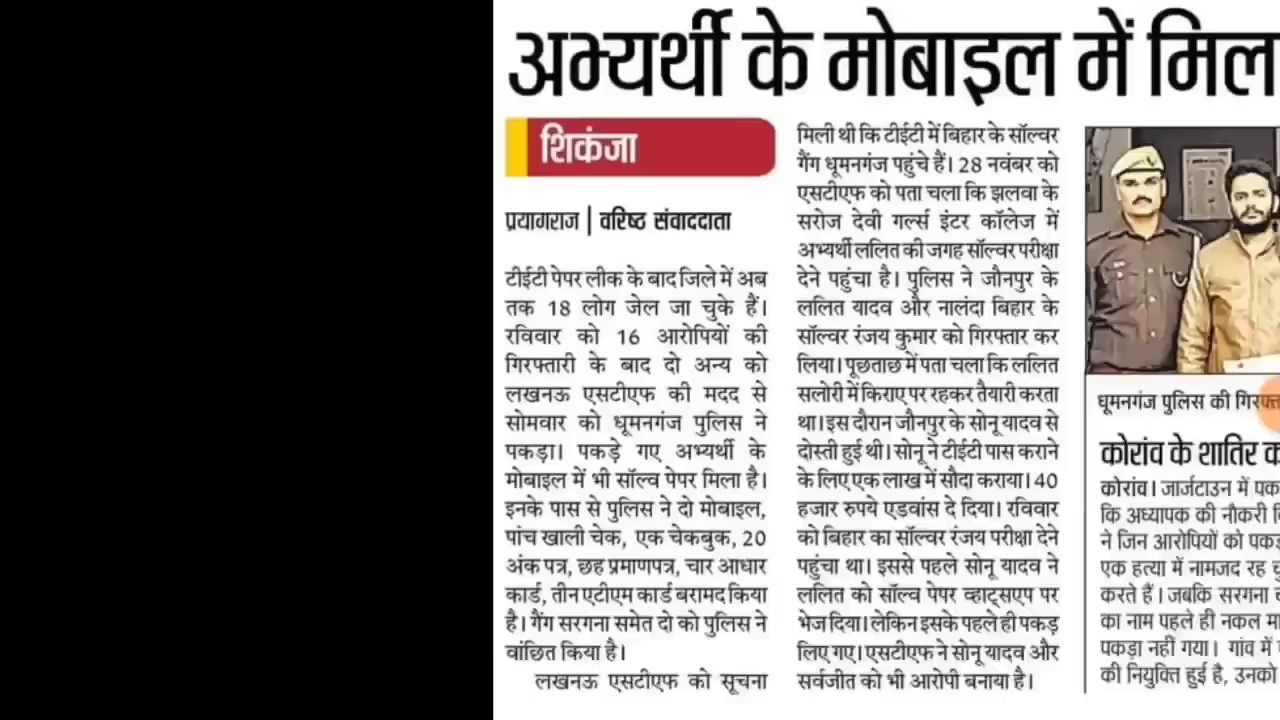 अभ्यर्थी के मोबाइल में मिल
शिकंजा
प्रयागराज | वरिष्ठ संवाददाता
टीईटी पेपर लीक के बाद जिले में अब
तक 18 लोग जेल जा चुके हैं।
रविवार को 16 आरोपियों की
गिरफ्तारी के बाद दो अन्य को
लखनऊ एसटीएफ की मदद से
सोमवार को धूमनगंज पुलिस ने
पकड़ा। पकड़े गए अभ्यर्थी के
मोबाइल में भी सॉल्व पेपर मिला है।
इनके पास से पुलिस ने दो मोबाइल,
पांच खाली चेक, एक चेकबुक, 20
अंक पत्र, छह प्रमाणपत्र, चार आधार
कार्ड, तीन एटीएम कार्ड बरामद किया
है। गैंग सरगना समेत दो को पुलिस ने
वांछित किया है।
लखनऊ एसटीएफ को सूचना
मिली थी कि टीईटी में बिहार के सॉल्वर
गैंग धूमनगंज पहुंचे हैं। 28 नवंबर को
एसटीएफ को पता चला कि झलवा के
सरोज देवी गर्ल्स इंटर कॉलेज में
अभ्यर्थी ललित की जगह सॉल्वर परीक्षा
देने पहुंचा है। पुलिस ने जौनपुर के
ललित यादव और नालंदा बिहार के
सॉल्वर रंजय कुमार को गिरफ्तार कर
लिया। पूछताछ में पता चला कि ललित
सलोरी में किराए पर रहकर तैयारी करता
था। इस दौरान जौनपुर के सोनू यादव से
दोस्ती हुई थी। सोनू ने टीईटी पास कराने
के लिए एक लाख में सौदा कराया। 40
हजार रुपये एडवांस दे दिया। रविवार
को बिहार का सॉल्वर रंजय परीक्षा देने
पहुंचा था। इससे पहले सोनू यादव ने
ललित को सॉल्व पेपर व्हाट्सएप पर
भेज दिया। लेकिन इसके पहले ही पकड़
लिए गए। एसटीएफ ने सोनू यादव और
सर्वजीत को भी आरोपी बनाया है।
धूमनगंज पुलिस की
कोरांव के शातिर
कोरांव। जार्जटाउन में पक
कि अध्यापक की नौकरी
ने जिन आरोपियों को पकड़
एक हत्या में नामजद रह
करते हैं। जबकि सरगना
का नाम पहले ही नकल
पकड़ा नहीं गया। गांव में
की नियुक्ति हुई है, उनको